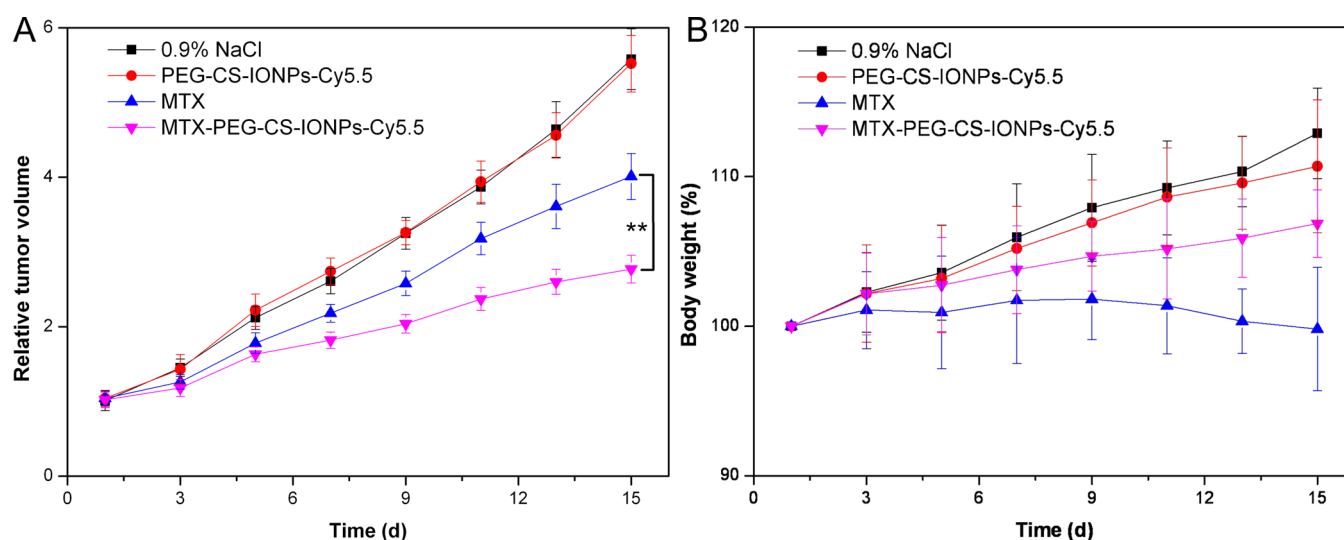 A
Relative tumor volume
6
4
2
0
0.9% NaCl
PEG-CS-IONPs-Cy5.5
MTX
MTX-PEG-CS-IONPs-Cy5.5
**
0 3 6 9 12 15
Time (d)
B
Body weight (%)
120
110
100
90
0.9% NaCl
PEG-CS-IONPs-Cy5.5
MTX
MTX-PEG-CS-IONPs-Cy5.5
0 3 6 9 12 15
Time (d)